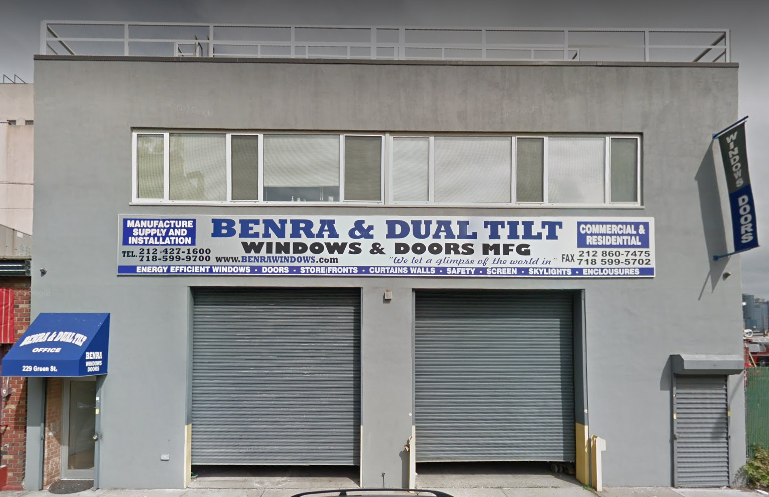 MANUFACTURE
SUPPLY AND
INSTALLATION
TEL. 212-427-1600
718-599-9700
BENRA & DUAL TILT
WINDOWS & DOORS MFG
www.BENRAWINDOWS.com
"We let a glimpse of the world in"
COMMERCIAL &
RESIDENTIAL
FAX 212 860-7475
718 599-5702
ENERGY EFFICIENT WINDOWS • DOORS • STOREFRONTS • CURTAINS WALLS • SAFETY • SCREEN • SKYLIGHTS • ENCLOUSURES
WINDOWS DOORS
BENRA & DUAL TILT
OFFICE
229 Green St.
BENRA
WINDOWS
DOORS